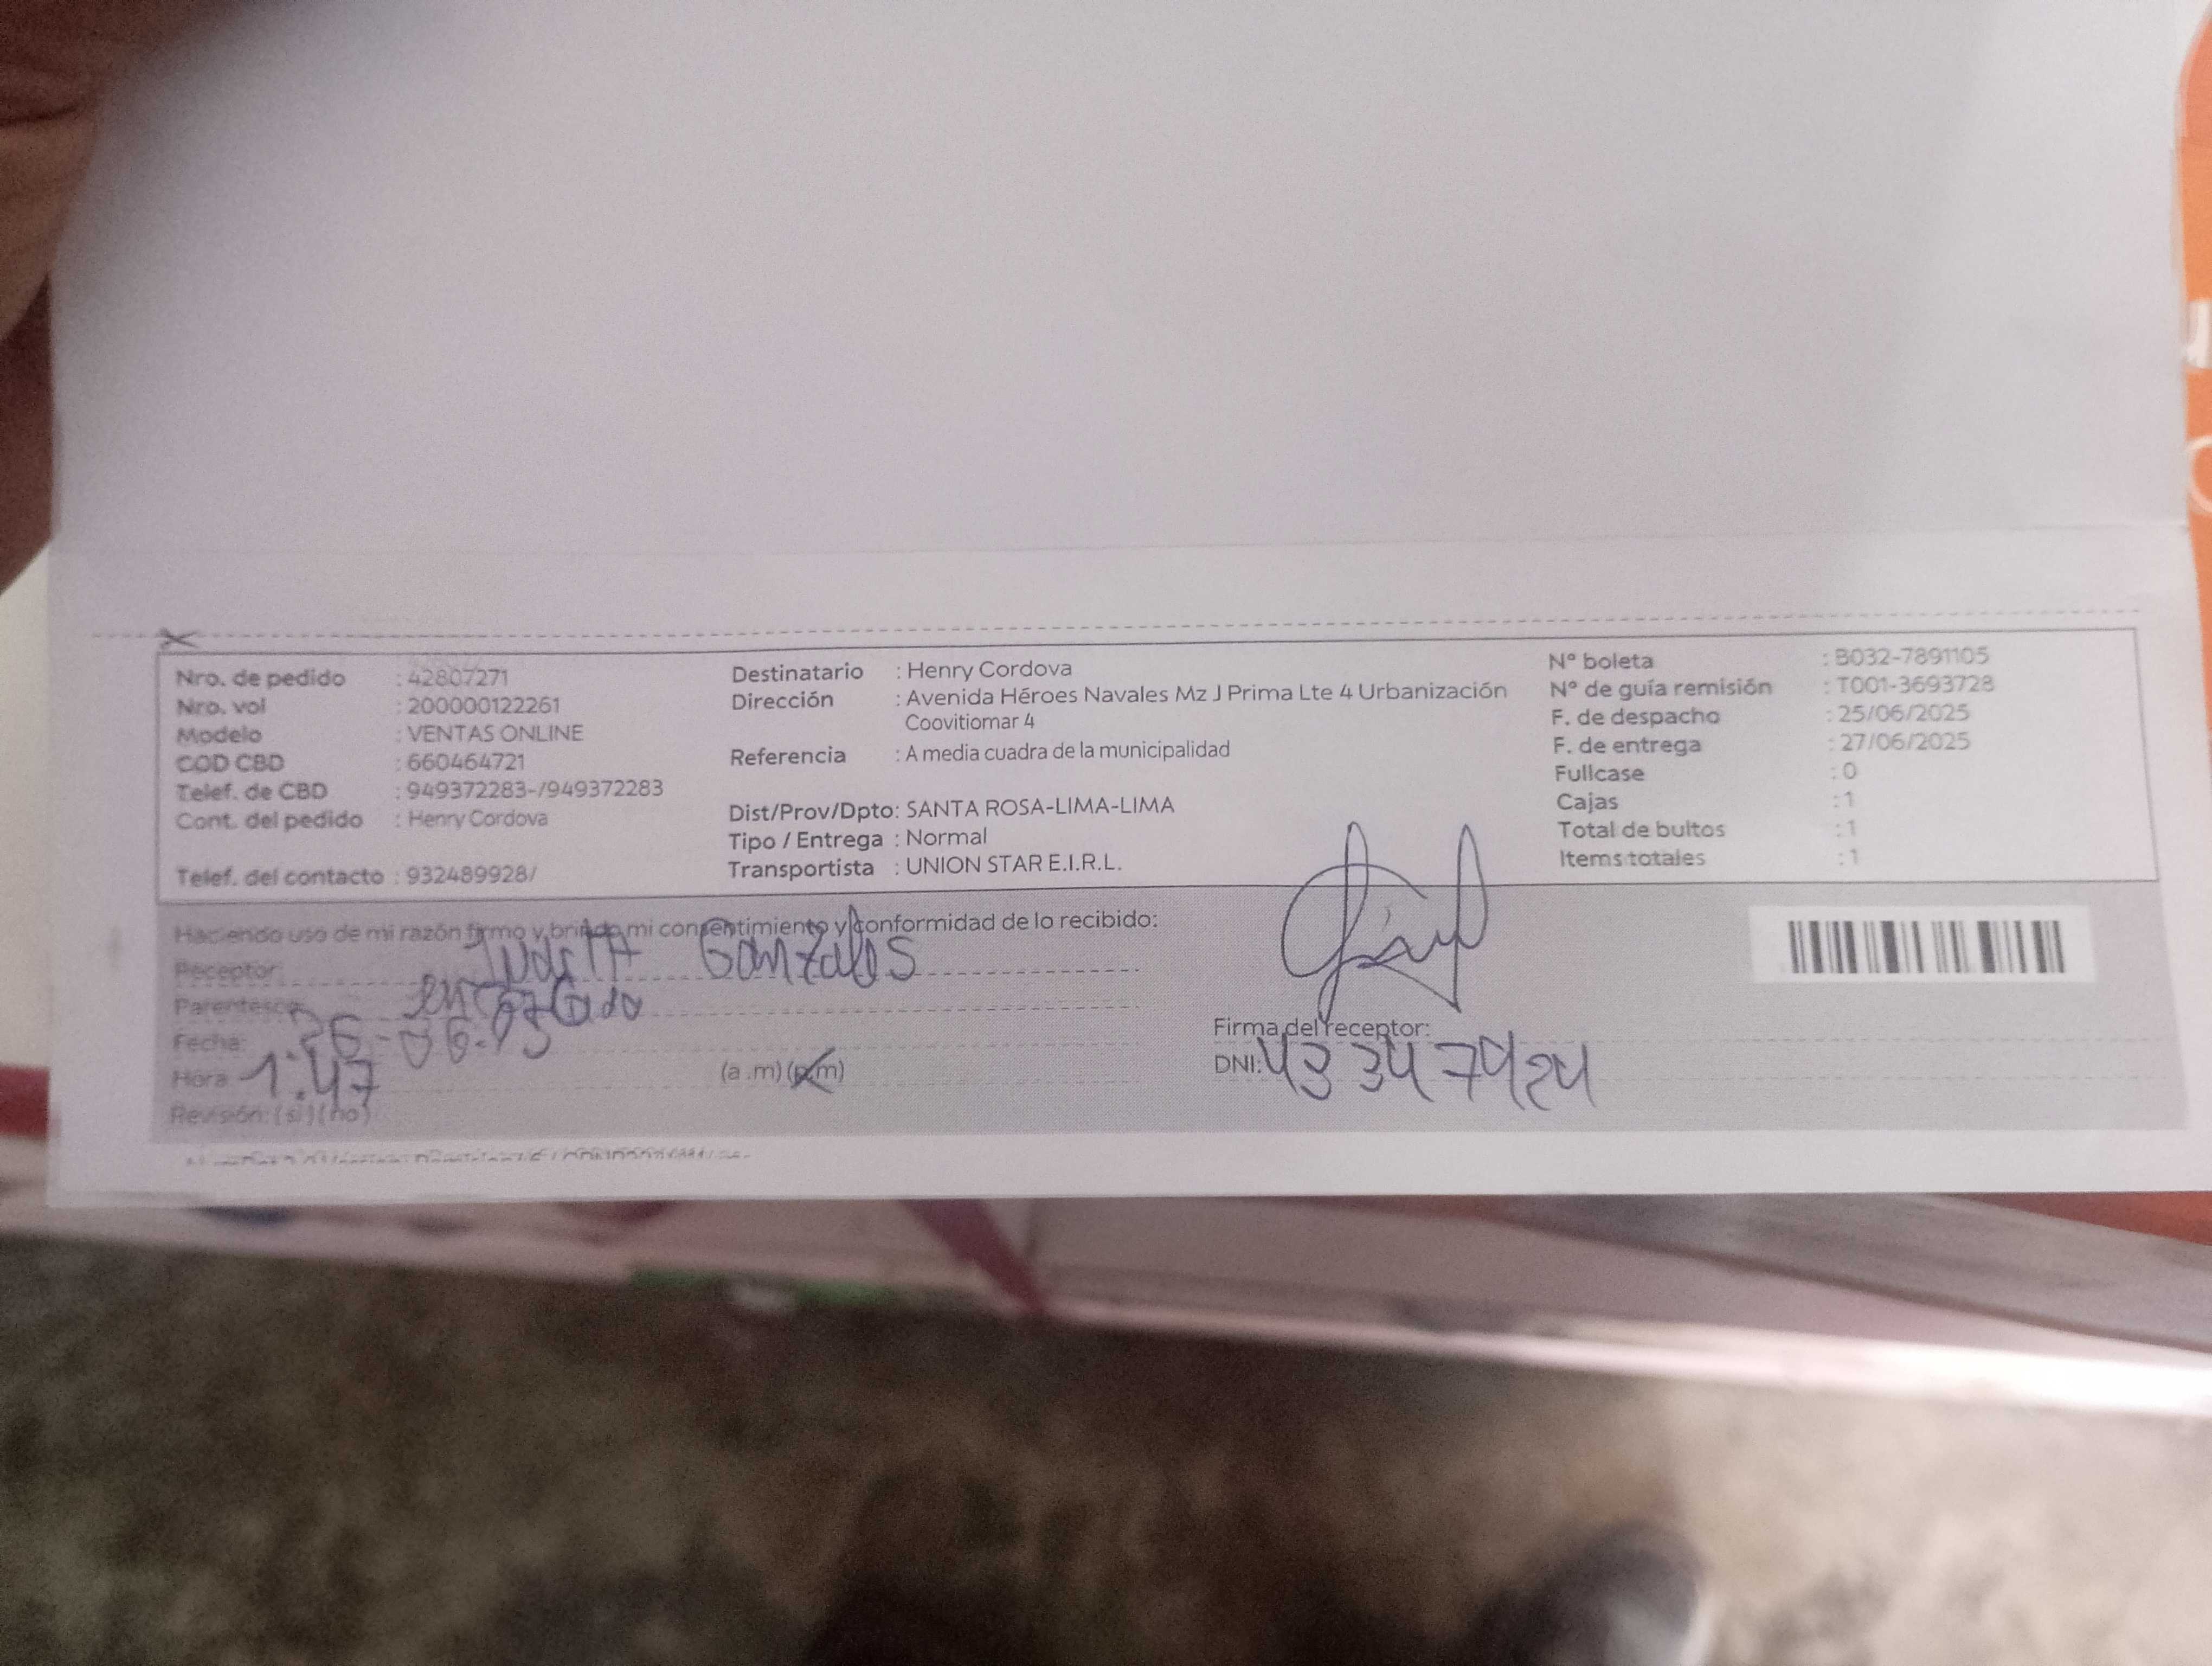 Nro. de pedido : 42807271
Nro. vol : 200000122261
Modelo : VENTAS ONLINE
COD CBD : 660464721
Telef. de CBD : 949372283-/949372283
Cont. del pedido : Henry Cordova
Telef. del contacto : 932489928/
Destinatario : Henry Cordova
Dirección : Avenida Héroes Navales Mz J Prima Lte 4 Urbanización
Coovitiomar 4
Referencia : A media cuadra de la municipalidad
Dist/Prov/Dpto: SANTA ROSA-LIMA-LIMA
Tipo / Entrega : Normal
Transportista : UNION STAR E.I.R.L.
N° boleta : B032-7891105
N° de guía remisión : T001-3693728
F. de despacho : 25/06/2025
F. de entrega : 27/06/2025
Fullcase : 0
Cajas : 1
Total de bultos : 1
Items totales : 1
Haciendo uso de mi razón firmo y brindo mi consentimiento y conformidad de lo recibido:
Receptor: Judith Gonzales
Parentesco: encargado
Fecha: 26-06.
Hora 1:47 (a.m) (p.m)
Revisión: (si) (no)
Firma del receptor:
DNI: 43347424